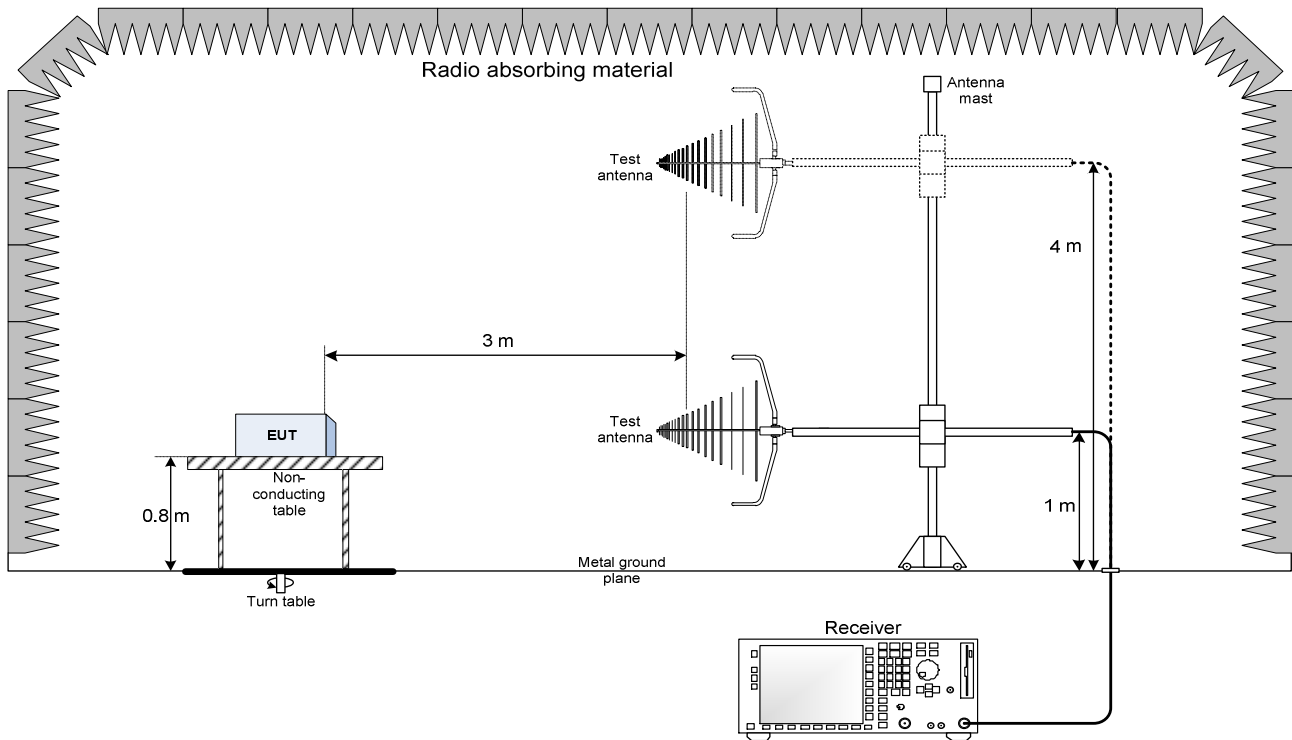 Radio absorbing material
Antenna
mast
Test
antenna
4 m
3 m
Test
antenna
EUT
Non-
conducting
table
0.8 m
1 m
Metal ground
plane
Turn table
Receiver